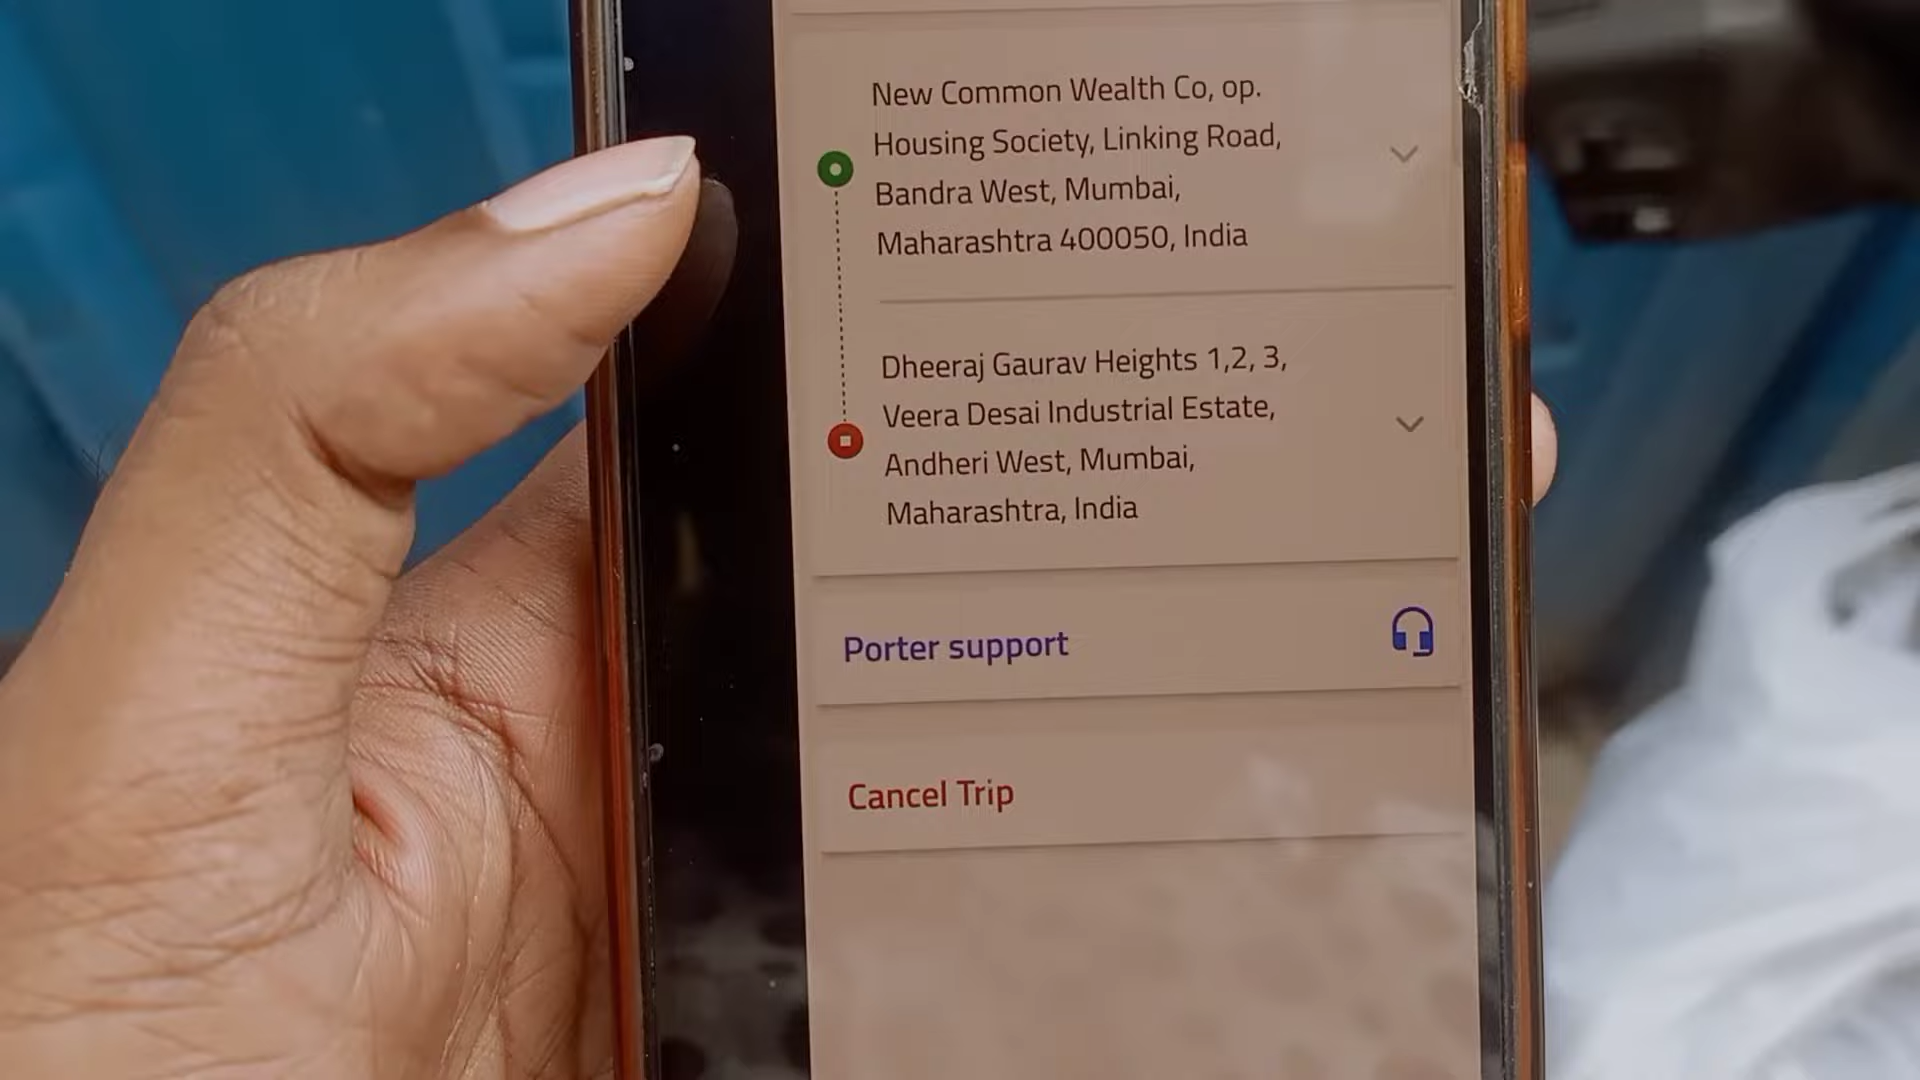 New Common Wealth Co, op.
Housing Society, Linking Road,
Bandra West, Mumbai,
Maharashtra 400050, India
Dheeraj Gaurav Heights 1,2, 3,
Veera Desai Industrial Estate,
Andheri West, Mumbai,
Maharashtra, India
Porter support
Cancel Trip